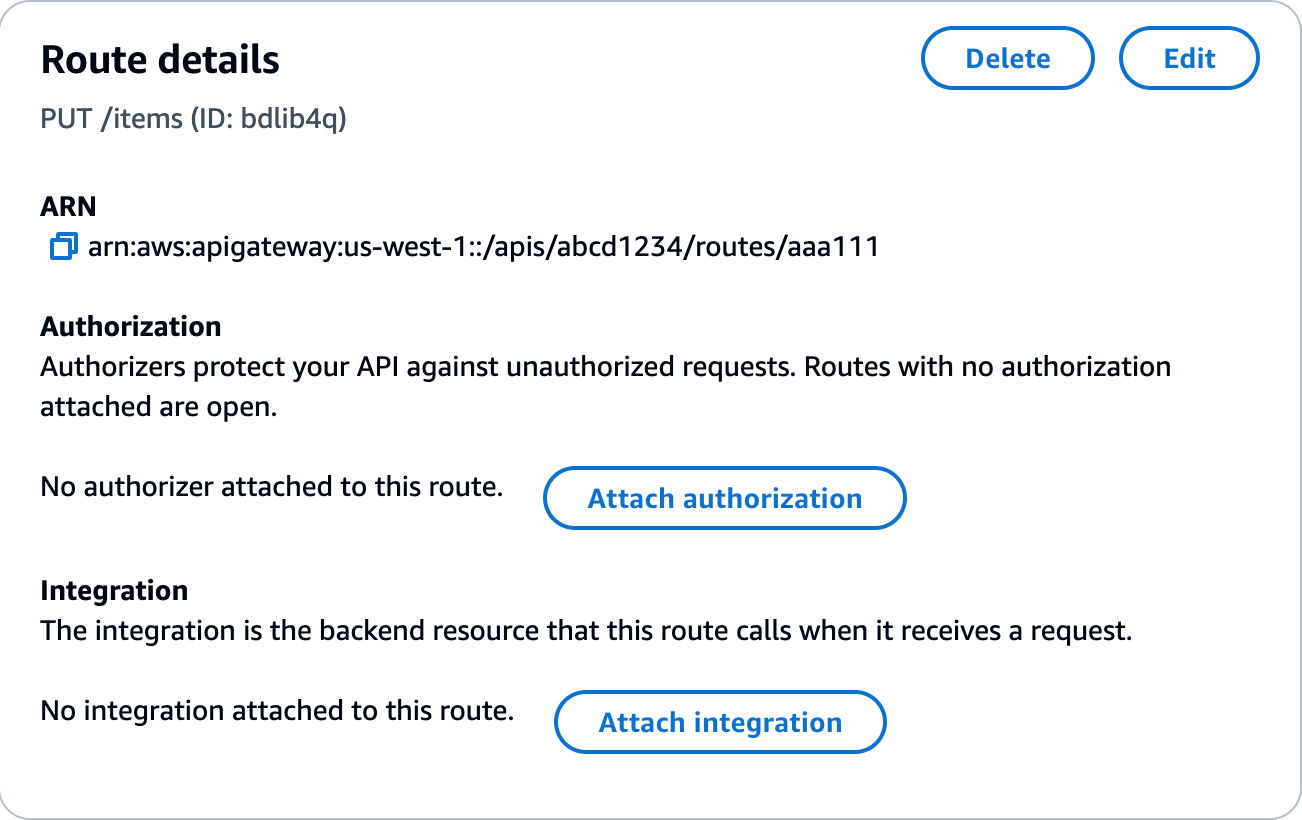 Route details
Delete
Edit
PUT /items (ID: bdlib4q)
ARN
arn:aws:apigateway:us-west-1::/apis/abcd1234/routes/aaa111
Authorization
Authorizers protect your API against unauthorized requests. Routes with no authorization
attached are open.
No authorizer attached to this route.
Attach authorization
Integration
The integration is the backend resource that this route calls when it receives a request.
No integration attached to this route.
Attach integration